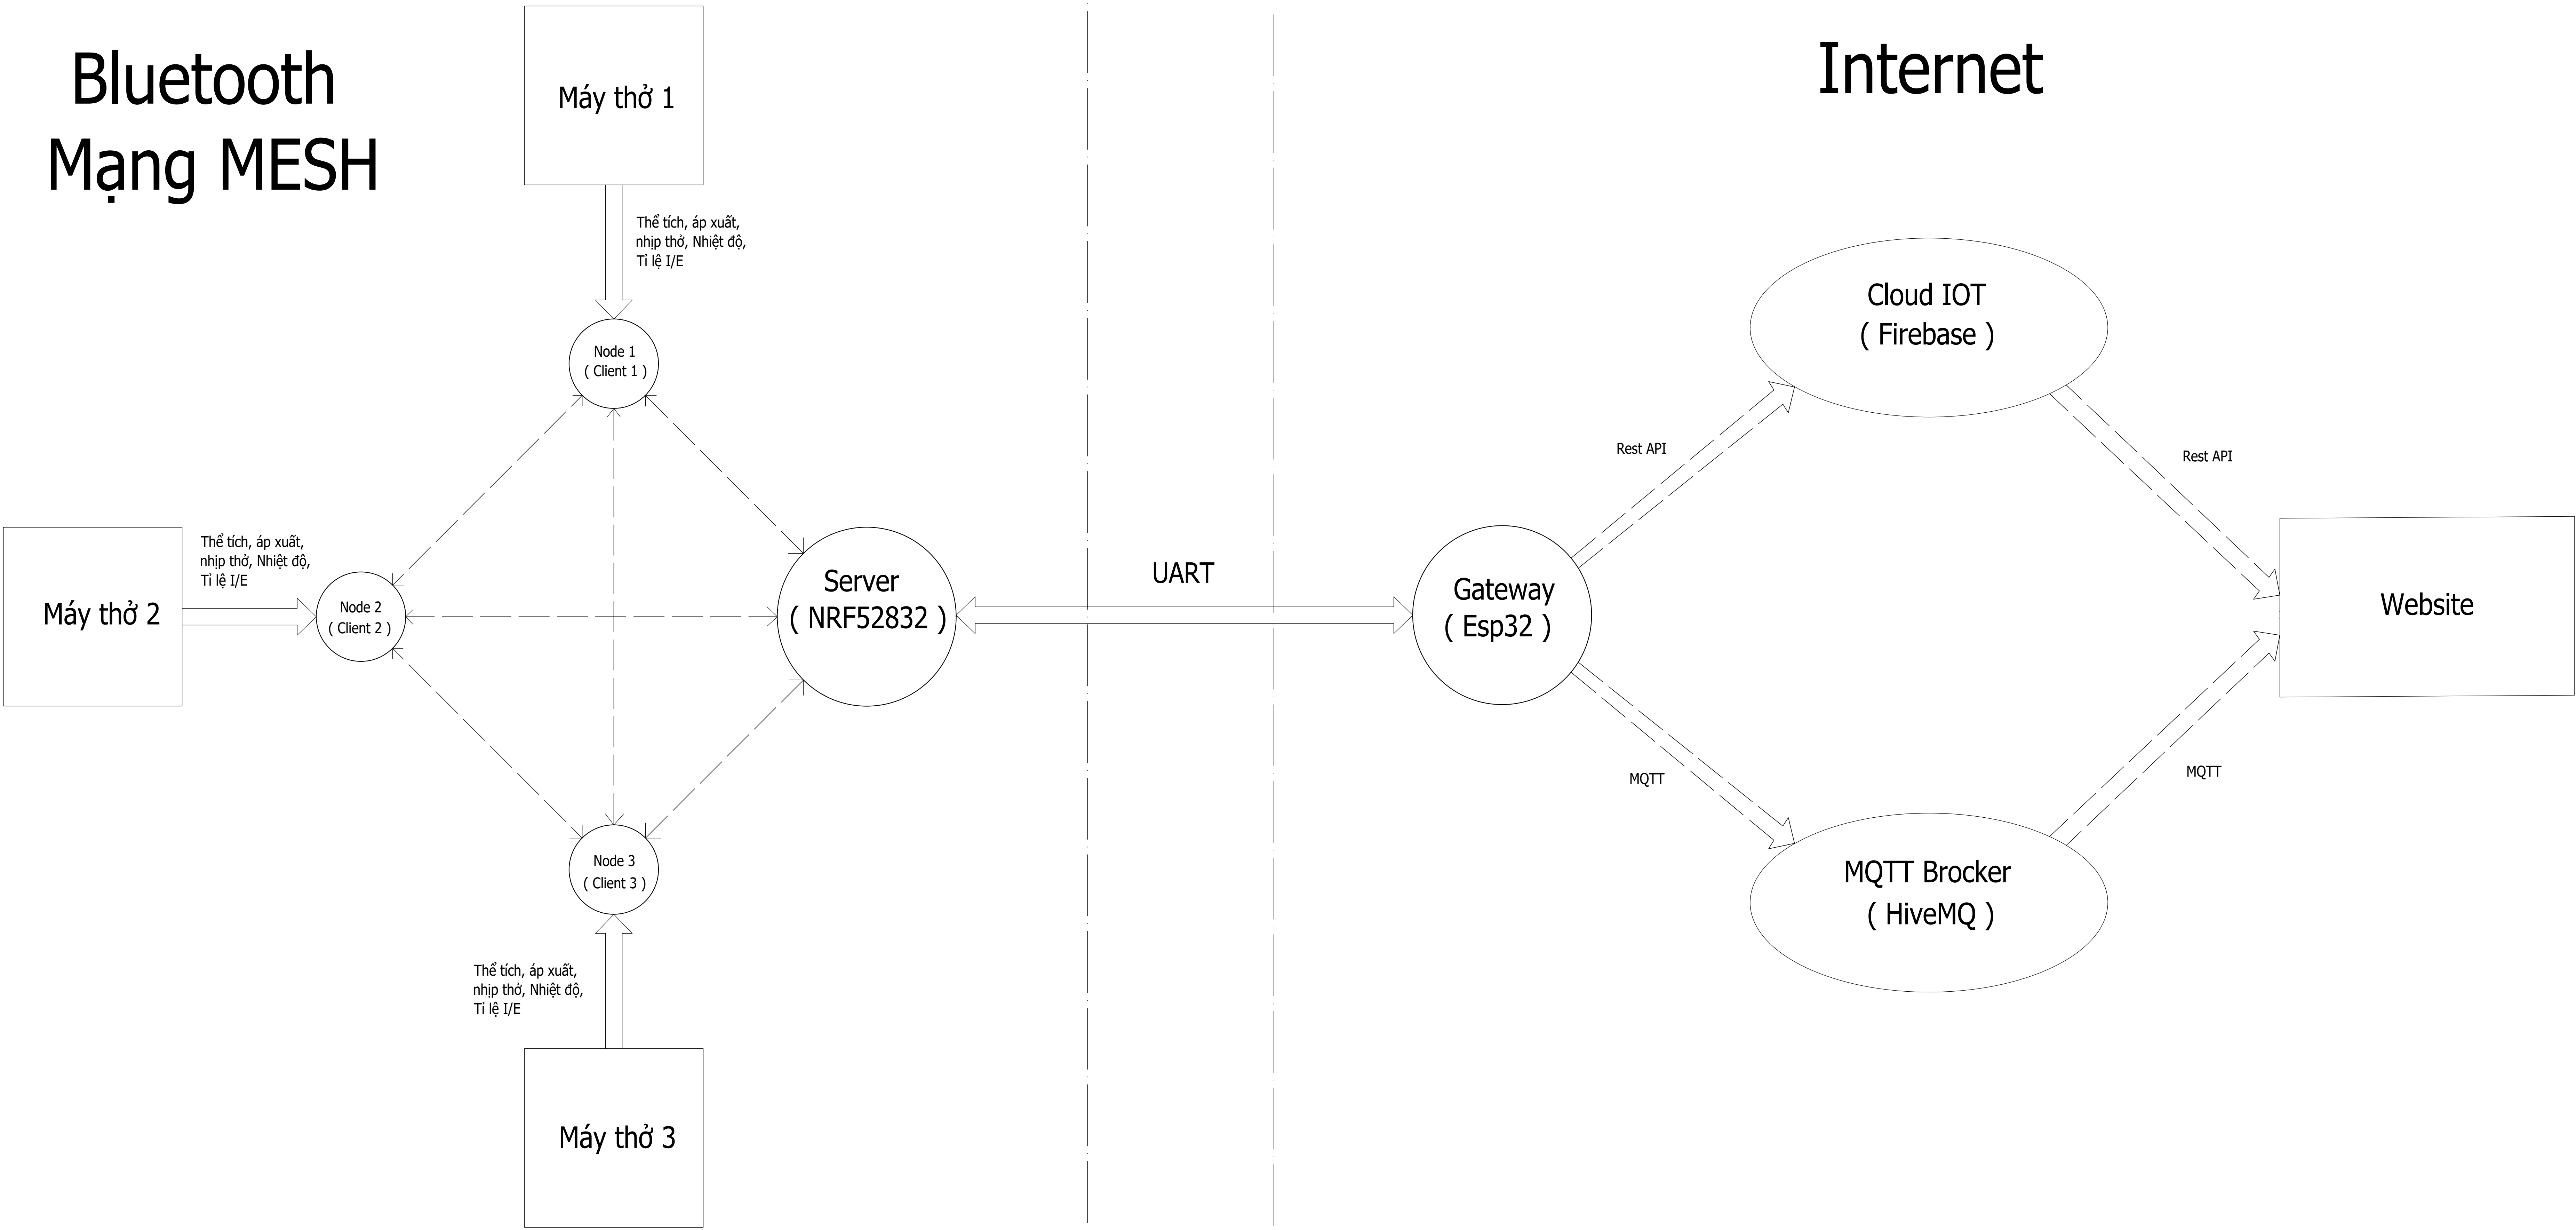 Bluetooth
Mạng MESH
Internet
Máy thở 1
Thể tích, áp xuất,
nhịp thở, Nhiệt độ,
Tỉ lệ I/E
Node 1
( Client 1 )
Máy thở 2
Thể tích, áp xuất,
nhịp thở, Nhiệt độ,
Tỉ lệ I/E
Node 2
( Client 2 )
Server
( NRF52832 )
Node 3
( Client 3 )
Thể tích, áp xuất,
nhịp thở, Nhiệt độ,
Tỉ lệ I/E
Máy thở 3
UART
Gateway
( Esp32 )
Rest API
Cloud IOT
( Firebase )
Rest API
MQTT
MQTT Brocker
( HiveMQ )
MQTT
Website